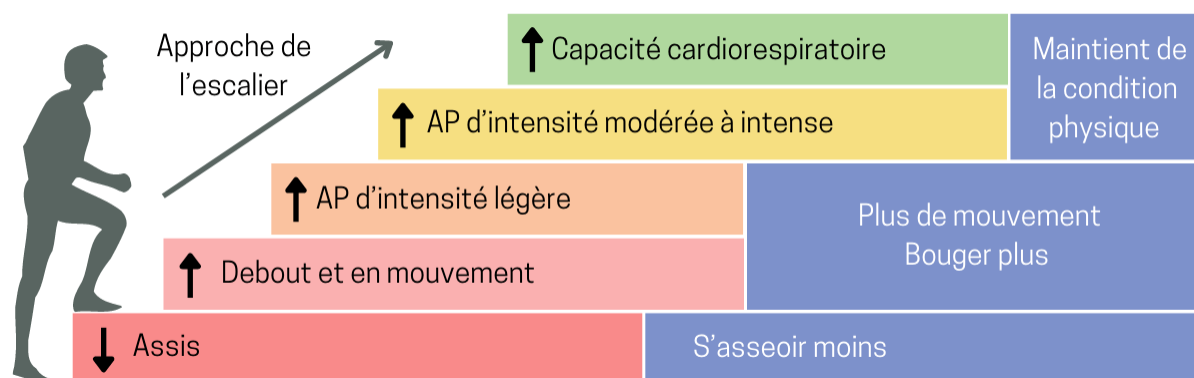 Approche de
l'escalier
Capacité cardiorespiratoire
Maintient de
la condition
physique
AP d'intensité modérée à intense
AP d'intensité légère
Plus de mouvement
Bouger plus
Debout et en mouvement
Assis
S'asseoir moins